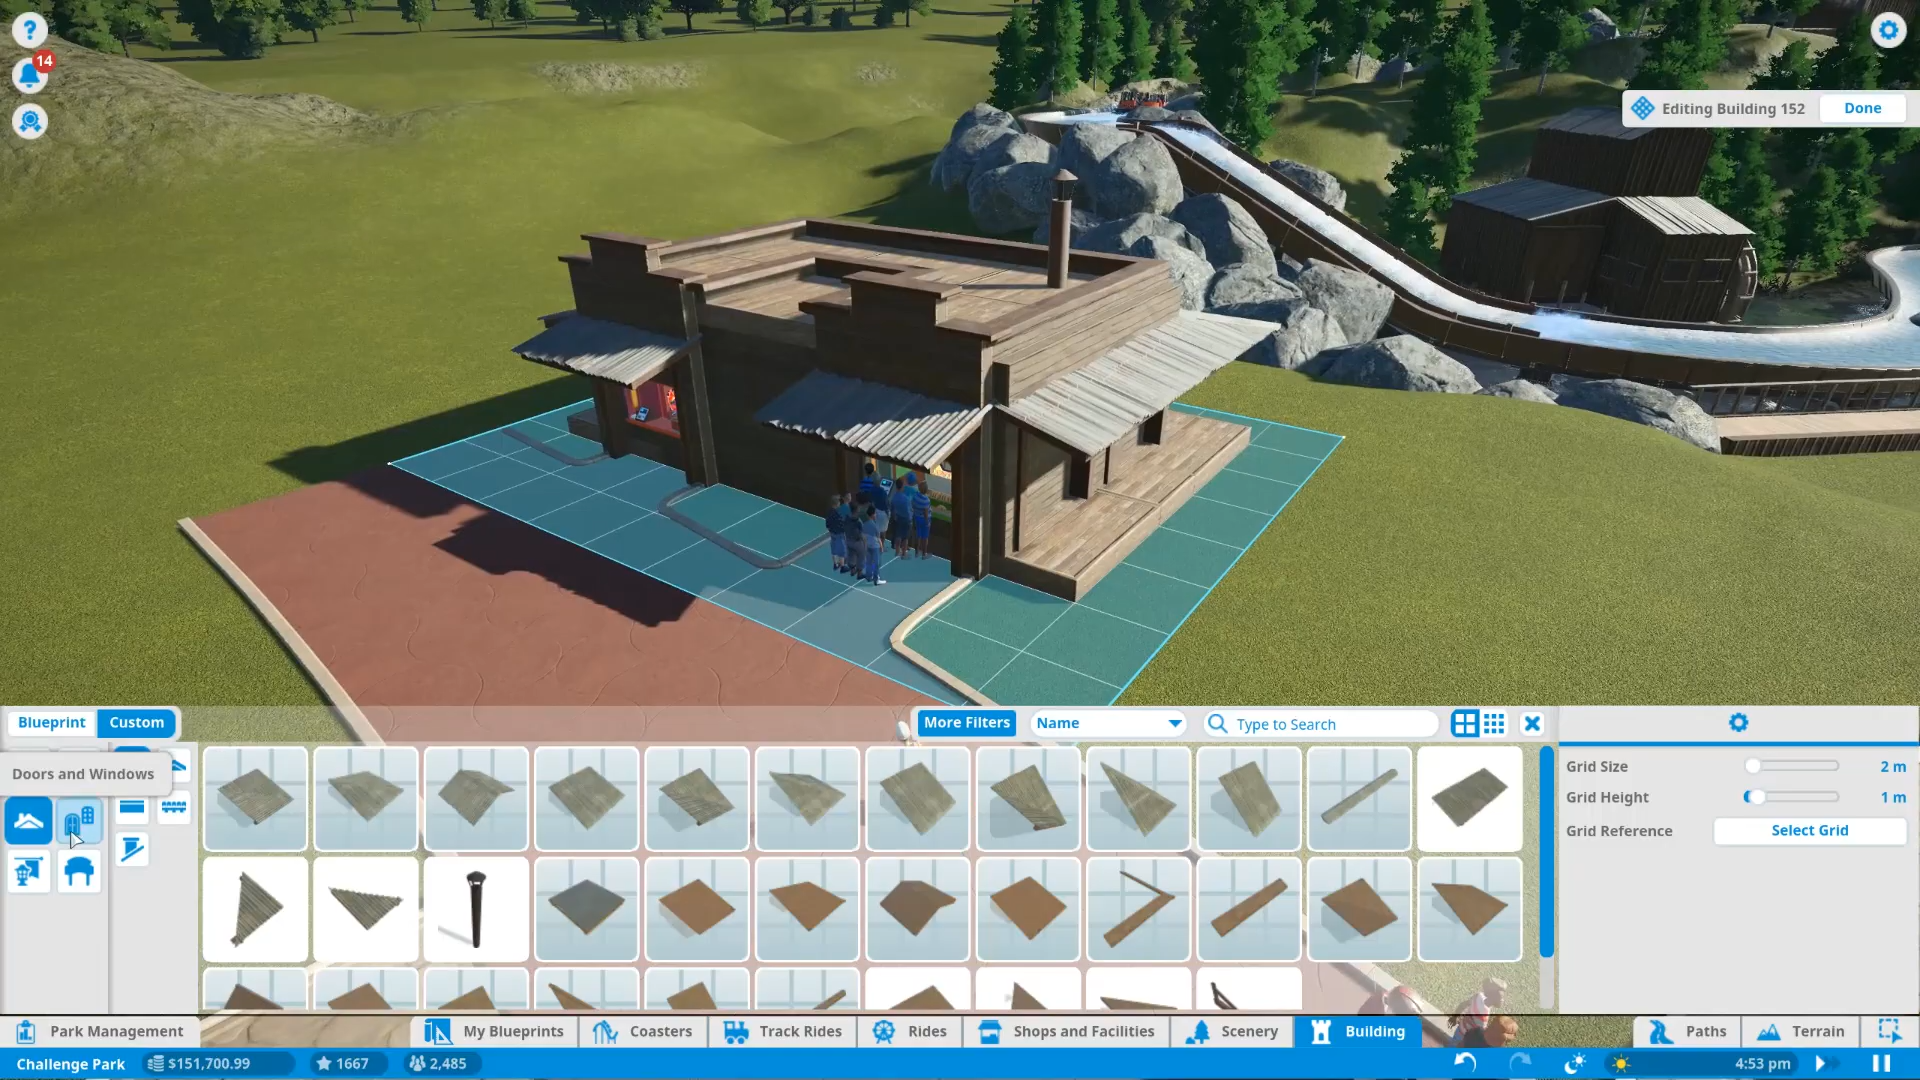 14
Editing Building 152
Done
Blueprint
Custom
More Filters
Name
Type to Search
Doors and Windows
Grid Size
2 m
Grid Height
1 m
Grid Reference
Select Grid
Park Management
My Blueprints
Coasters
Track Rides
Rides
Shops and Facilities
Scenery
Building
Paths
Terrain
Challenge Park
$151,700.99
1667
2,485
4:53 pm